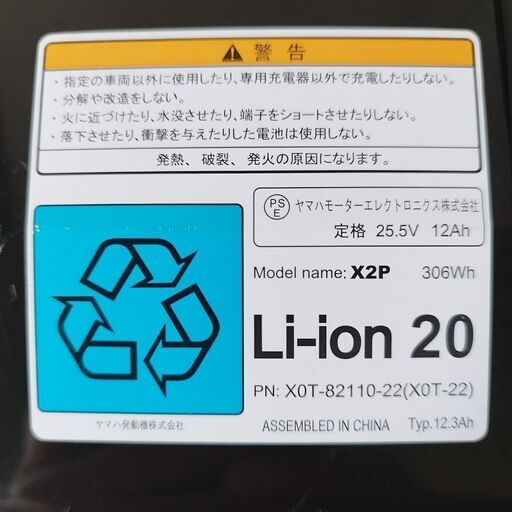 警告
・指定の車両以外に使用したり、専用充電器以外で充電したりしない。
・分解や改造をしない。
・火に近づけたり、水没させたり、端子をショートさせたりしない。
・落下させたり、衝撃を与えたりした電池は使用しない。
発熱、破裂、発火の原因になります。
PS
E
ヤマハモーターエレクトロニクス株式会社
定格 25.5V 12Ah
Model name: X2P 306Wh
Li-ion 20
PN: X0T-82110-22(X0T-22)
ヤマハ発動機株式会社
ASSEMBLED IN CHINA Typ.12.3Ah